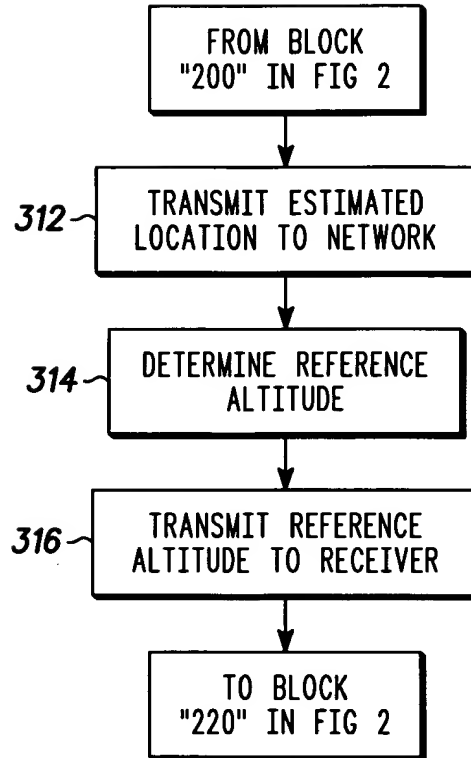 FROM BLOCK
"200" IN FIG 2
312
TRANSMIT ESTIMATED
LOCATION TO NETWORK
314
DETERMINE REFERENCE
ALTITUDE
316
TRANSMIT REFERENCE
ALTITUDE TO RECEIVER
TO BLOCK
"220" IN FIG 2